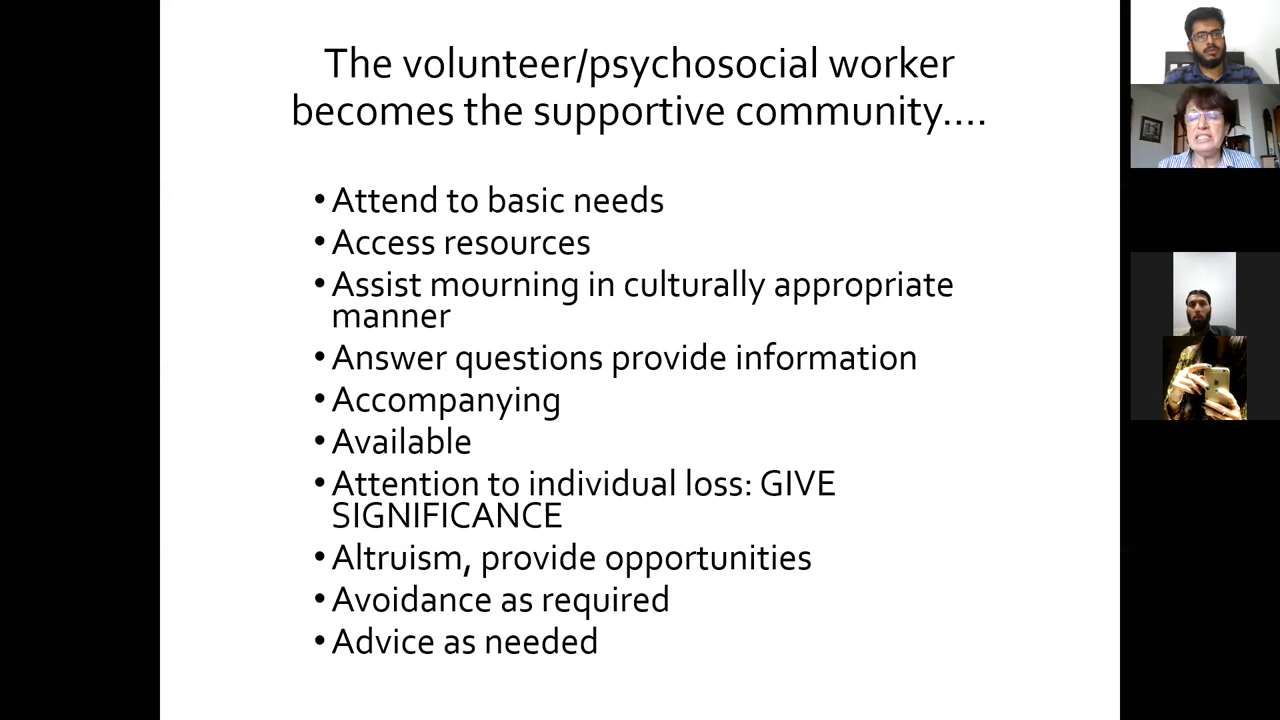 The volunteer/psychosocial worker
becomes the supportive community....
•Attend to basic needs
•Access resources
•Assist mourning in culturally appropriate
manner
•Answer questions provide information
•Accompanying
•Available
•Attention to individual loss: GIVE
SIGNIFICANCE
•Altruism, provide opportunities
•Avoidance as required
•Advice as needed